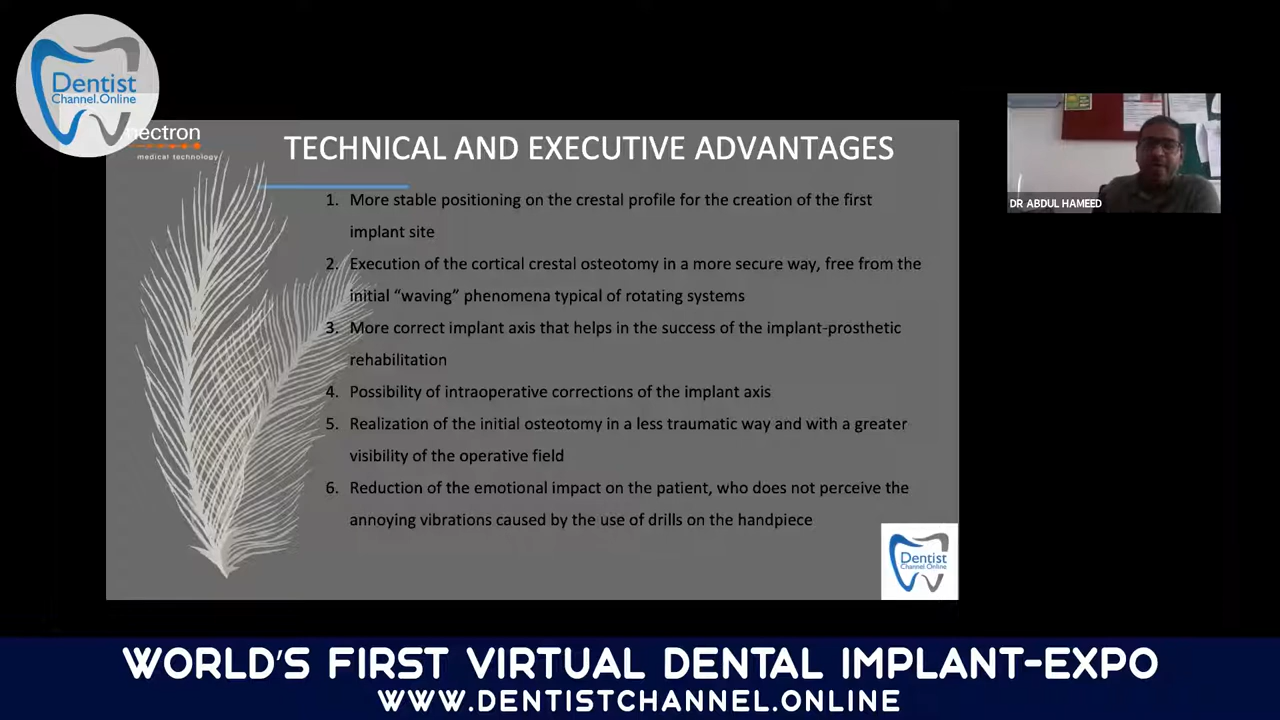 Dentist
Channel.Online
mectron
medical technology
TECHNICAL AND EXECUTIVE ADVANTAGES
1. More stable positioning on the crestal profile for the creation of the first
implant site
2. Execution of the cortical crestal osteotomy in a more secure way, free from the
initial “waving” phenomena typical of rotating systems
3. More correct implant axis that helps in the success of the implant-prosthetic
rehabilitation
4. Possibility of intraoperative corrections of the implant axis
5. Realization of the initial osteotomy in a less traumatic way and with a greater
visibility of the operative field
6. Reduction of the emotional impact on the patient, who does not perceive the
annoying vibrations caused by the use of drills on the handpiece
DR ABDUL HAMEED
Dentist
Channel.Online
WORLD'S FIRST VIRTUAL DENTAL IMPLANT-EXPO
WWW.DENTISTCHANNEL.ONLINE